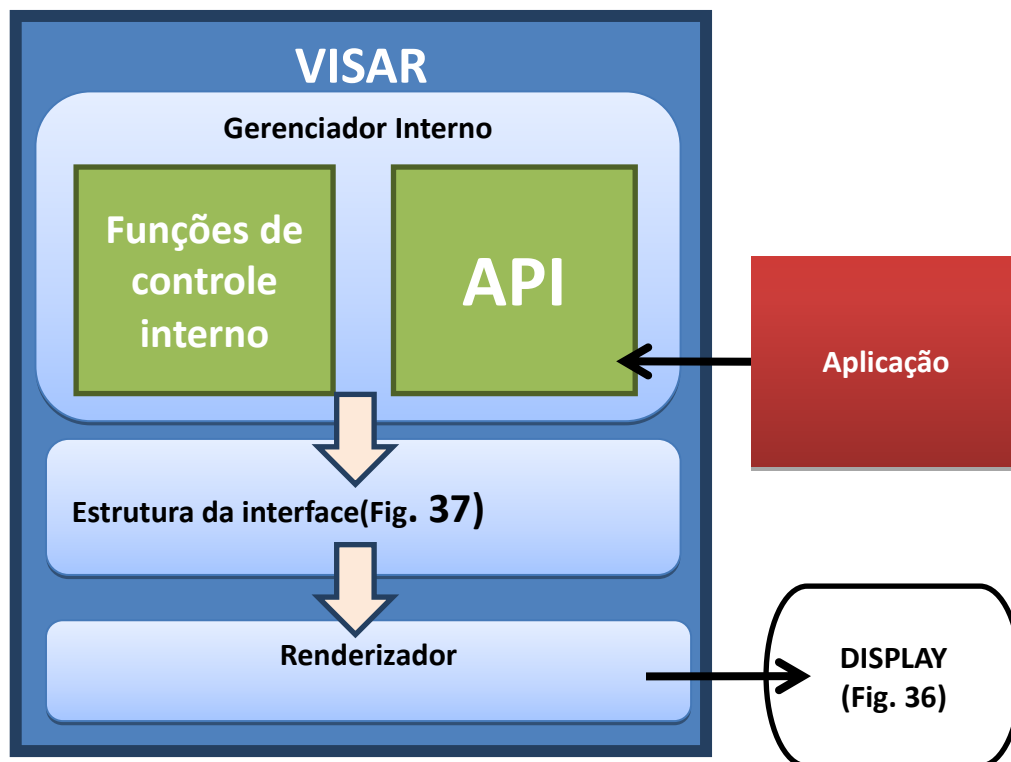 VISAR
Gerenciador Interno
Funções de
controle
interno
API
Aplicação
Estrutura da interface(Fig. 37)
Renderizador
DISPLAY
(Fig. 36)